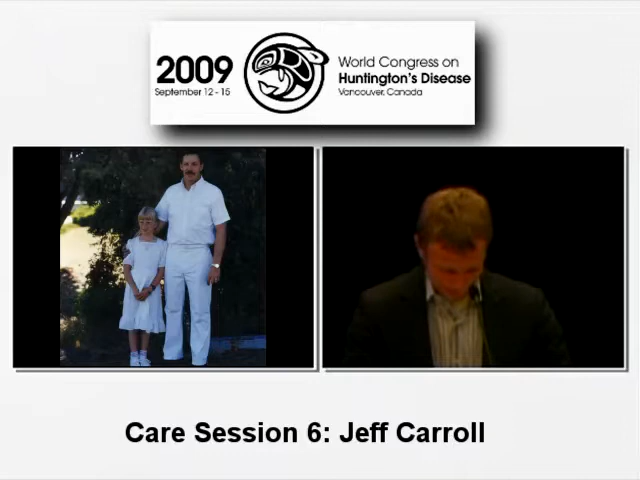 2009
September 12 - 15
World Congress on
Huntington's Disease
Vancouver, Canada
Care Session 6: Jeff Carroll